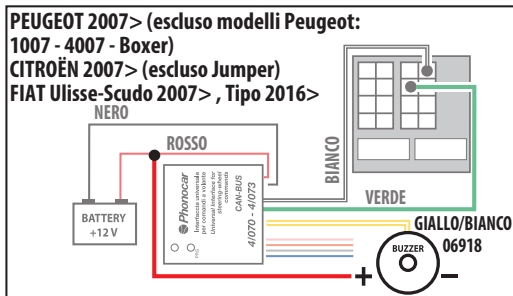 PEUGEOT 2007> (escluso modelli Peugeot:
1007 - 4007 - Boxer)
CITROËN 2007> (escluso Jumper)
FIAT Ulisse-Scudo 2007> , Tipo 2016>
NERO
ROSSO
BIANCO
VERDE
BATTERY
+12 V
Phonocar
Interfaccia universale
per comandi a volante
Universal Interface for
steering-wheel
commands
CAN-BUS
4/070 - 4/073
PRG
GIALLO/BIANCO
06918
BUZZER
+
−